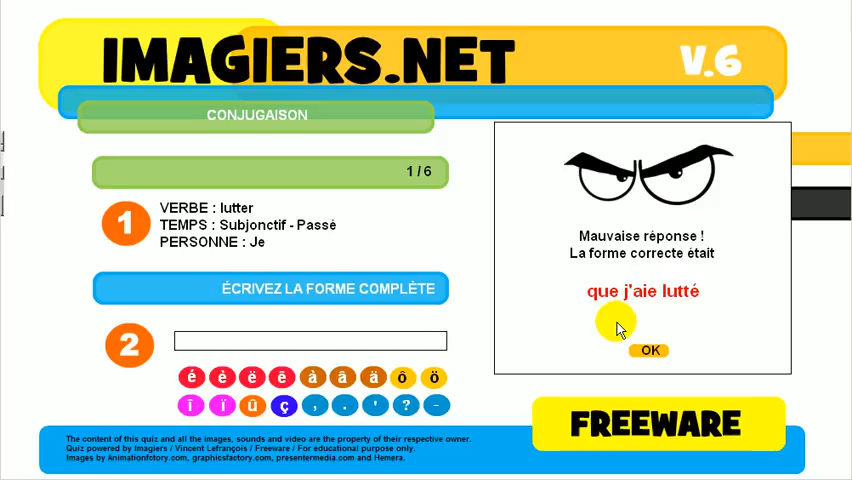 IMAGIERS.NET
V.6
CONJUGAISON
1 / 6
1
VERBE : lutter
TEMPS : Subjonctif - Passé
PERSONNE : Je
ÉCRIVEZ LA FORME COMPLÈTE
2
é è ë ê à â ä ô ö
î ï û ç , . ' ? -
Mauvaise réponse !
La forme correcte était
que j'aie lutté
OK
FREEWARE
The content of this quiz and all the images, sounds and video are the property of their respective owner.
Quiz powered by Imagiers / Vincent Lefrançois / Freeware / For educational purpose only.
Images by Animationfctory.com, graphicsfactory.com, presentermedia.com and Hemera.